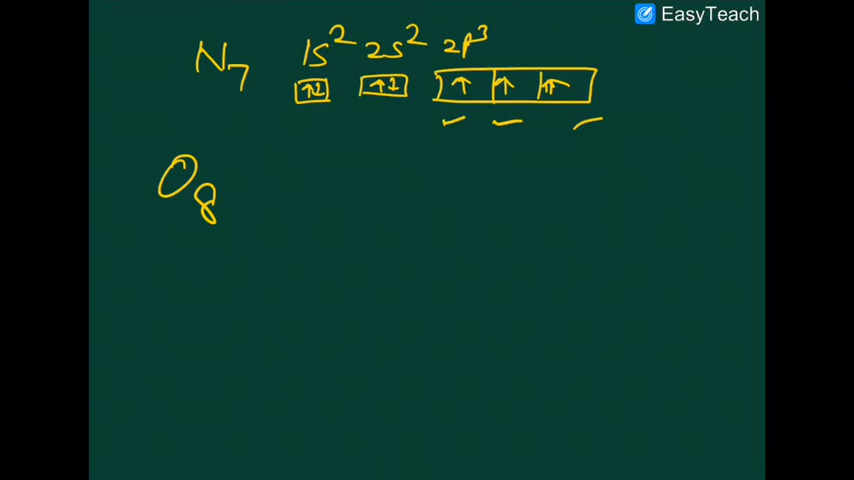 EasyTeach
N₇ 1s² 2s² 2p³
↑↓ ↑↓ ↑ ↑ ↑
O₈